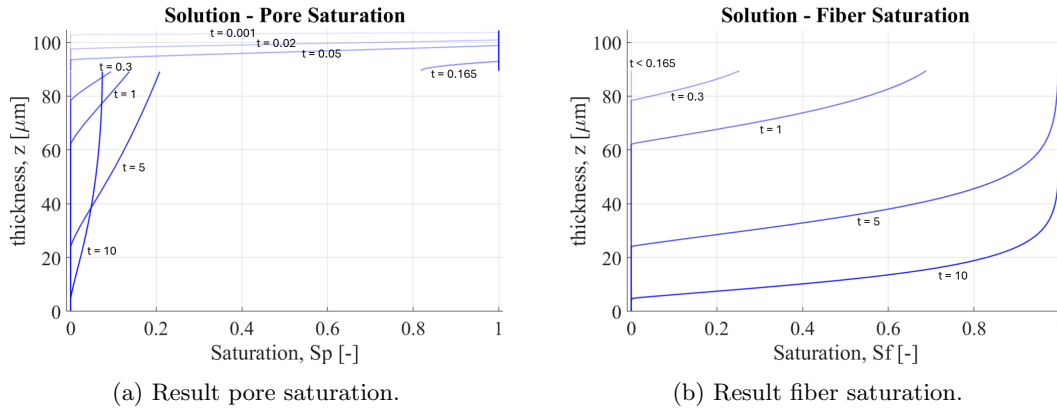 Solution - Pore Saturation
thickness, z [μm]
100
80
60
40
20
0
t = 0.001
t = 0.02
t = 0.05
t = 0.165
t = 0.3
t = 1
t = 5
t = 10
0
0.2
0.4
0.6
0.8
1
Saturation, Sp [-]
(a) Result pore saturation.
Solution - Fiber Saturation
thickness, z [μm]
100
80
60
40
20
0
t < 0.165
t = 0.3
t = 1
t = 5
t = 10
0
0.2
0.4
0.6
0.8
Saturation, Sf [-]
(b) Result fiber saturation.